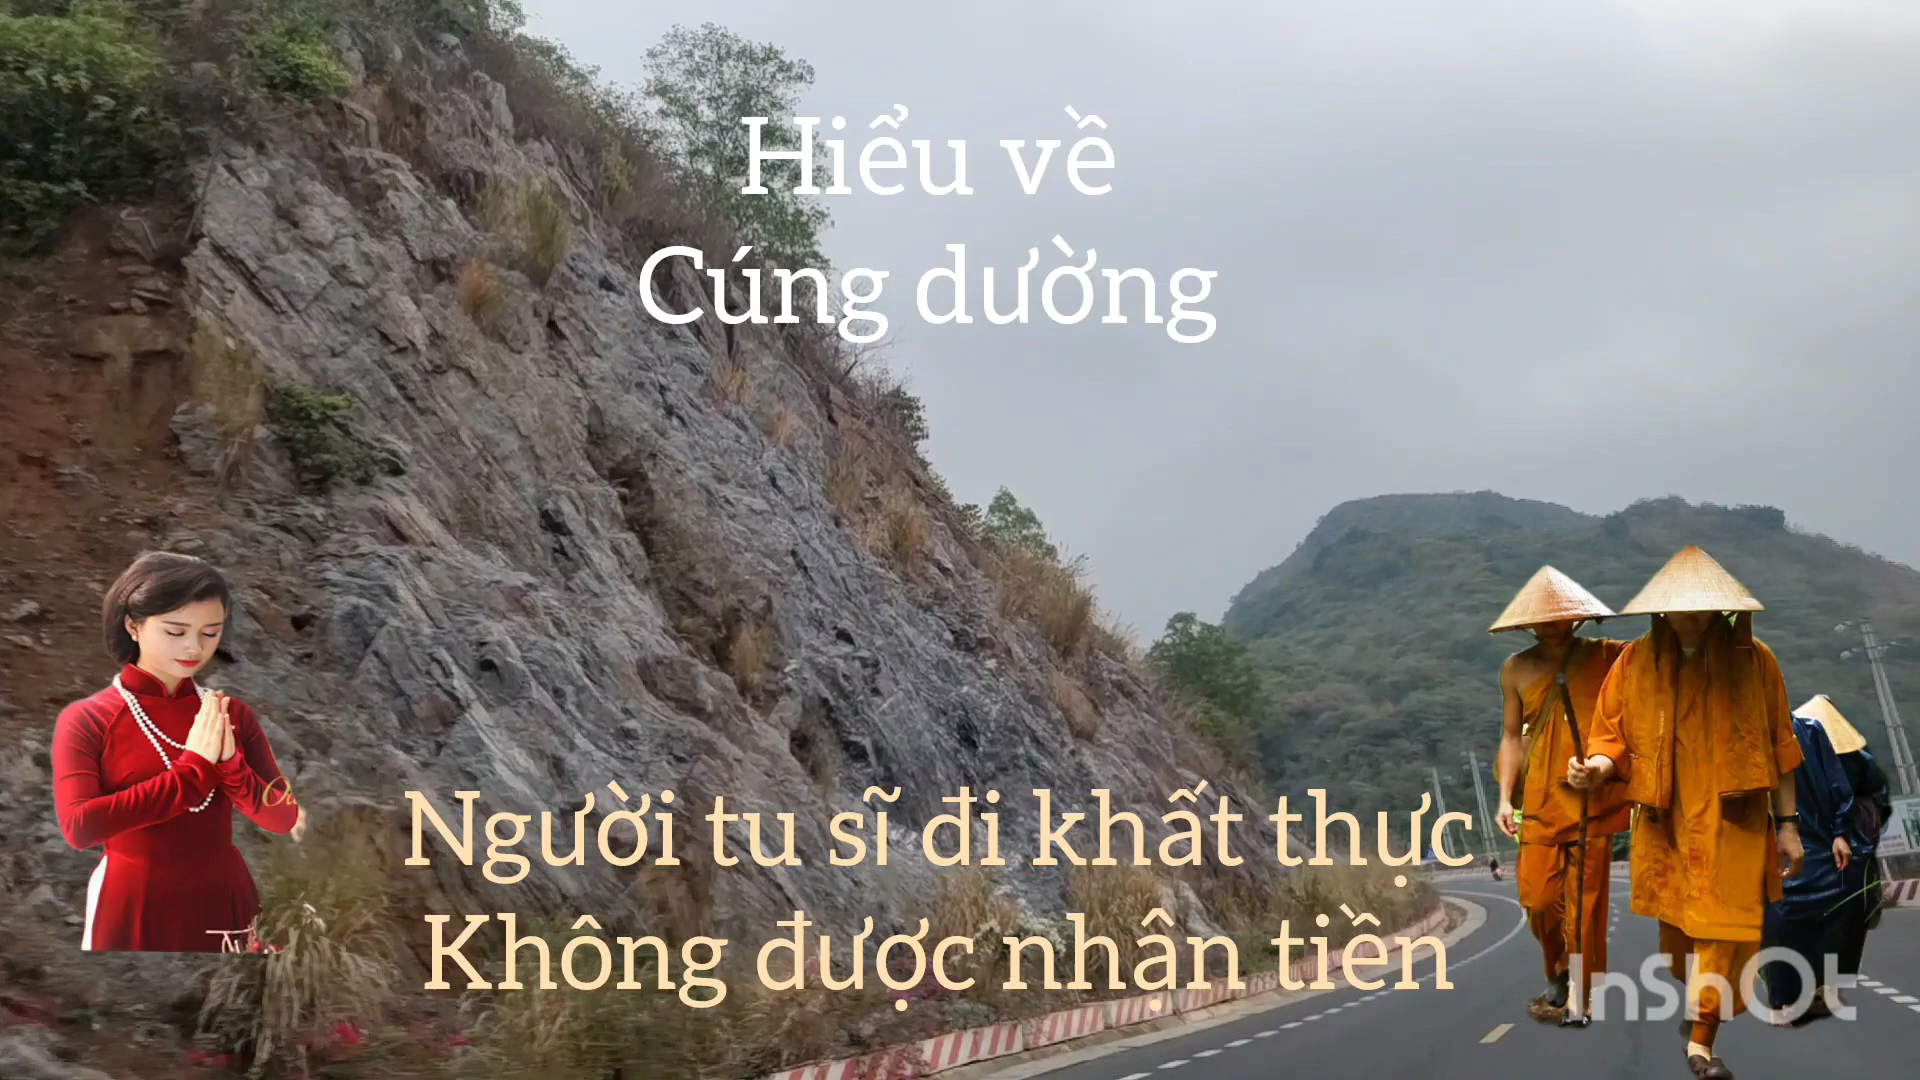 Hiểu về
Cúng dường
Người tu sĩ đi khất thực
Không được nhận tiền
InShOt